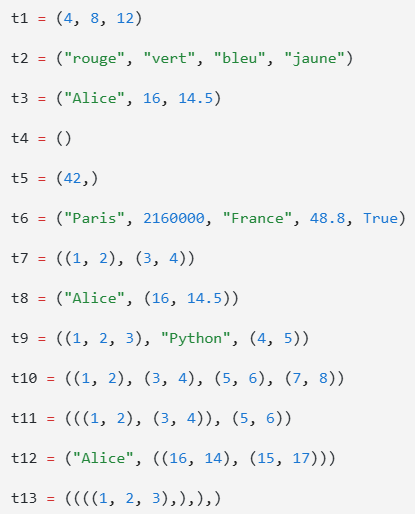 t1 = (4, 8, 12)
t2 = ("rouge", "vert", "bleu", "jaune")
t3 = ("Alice", 16, 14.5)
t4 = ()
t5 = (42,)
t6 = ("Paris", 2160000, "France", 48.8, True)
t7 = ((1, 2), (3, 4))
t8 = ("Alice", (16, 14.5))
t9 = ((1, 2, 3), "Python", (4, 5))
t10 = ((1, 2), (3, 4), (5, 6), (7, 8))
t11 = (((1, 2), (3, 4)), (5, 6))
t12 = ("Alice", ((16, 14), (15, 17)))
t13 = ((((1, 2, 3),),),)